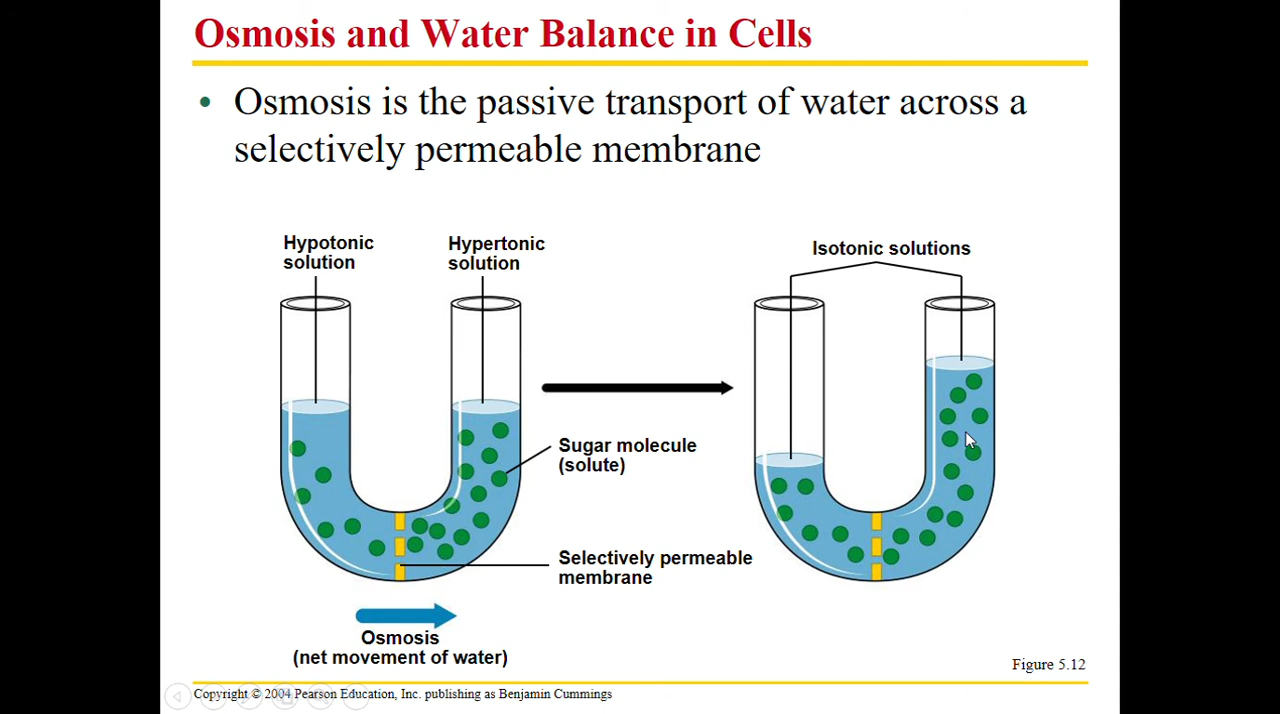 Osmosis and Water Balance in Cells
• Osmosis is the passive transport of water across a
selectively permeable membrane
Hypotonic
solution
Hypertonic
solution
Isotonic solutions
Sugar molecule
(solute)
Selectively permeable
membrane
Osmosis
(net movement of water)
Figure 5.12
Copyright © 2004 Pearson Education, Inc. publishing as Benjamin Cummings